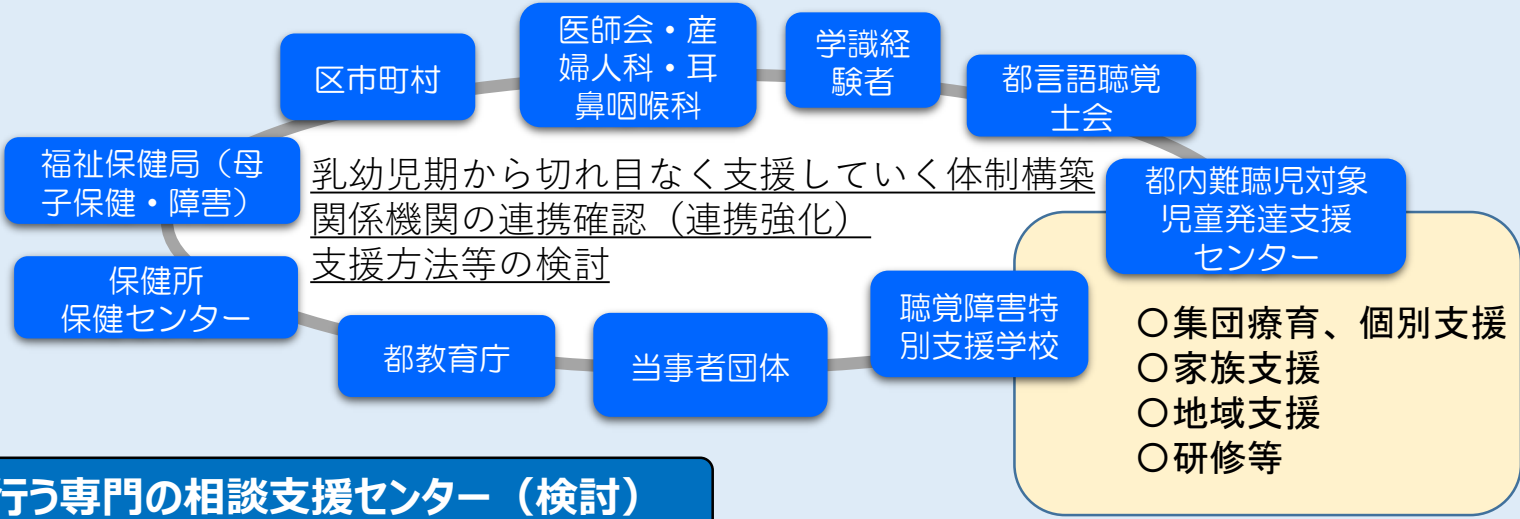 区市町村
医師会・産
婦人科・耳
鼻咽喉科
学識経
験者
都言語聴覚
士会
福祉保健局（母
子保健・障害）
乳幼児期から切れ目なく支援していく体制構築
関係機関の連携確認（連携強化）
支援方法等の検討
都内難聴児対象
児童発達支援
センター
保健所
保健センター
都教育庁
当事者団体
聴覚障害特
別支援学校
〇集団療育、個別支援
〇家族支援
〇地域支援
〇研修等
行う専門の相談支援センター（検討）